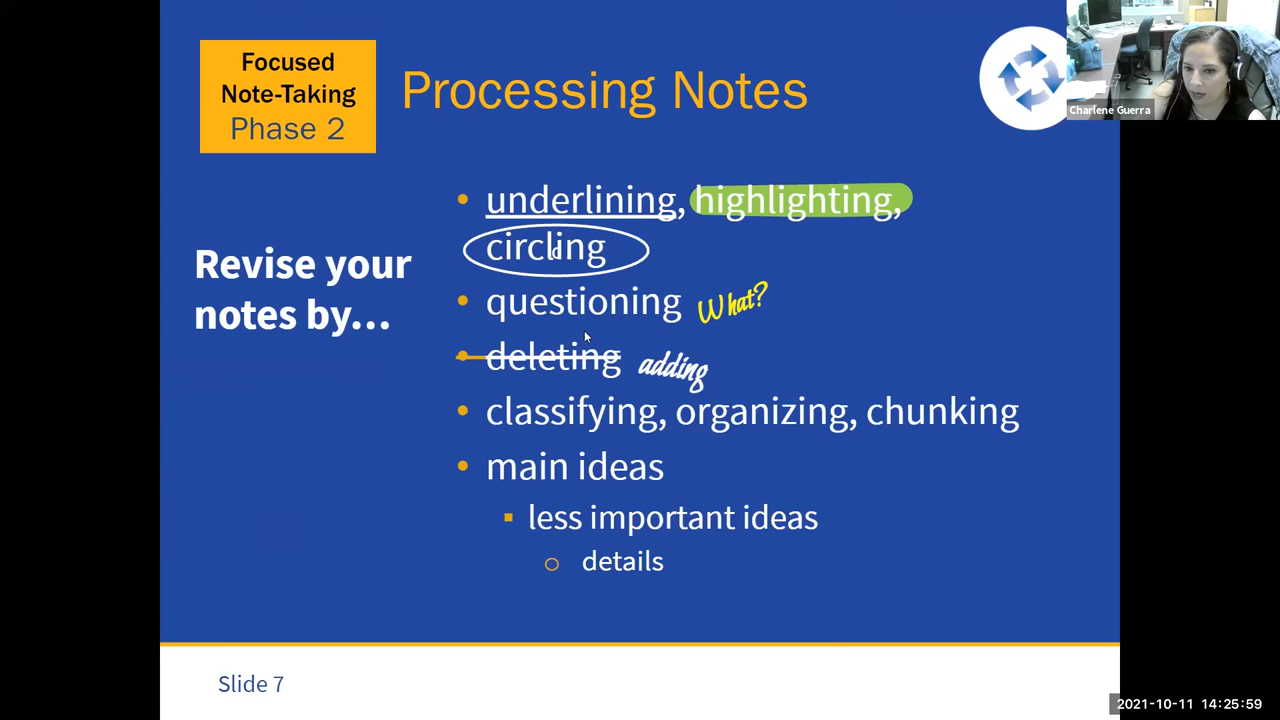 Focused
Note-Taking
Phase 2
Processing Notes
Charlene Guerra
Revise your
notes by...
• underlining, highlighting,
circling
• questioning What?
• deleting adding
• classifying, organizing, chunking
• main ideas
▪ less important ideas
o details
Slide 7
2021-10-11 14:25:59